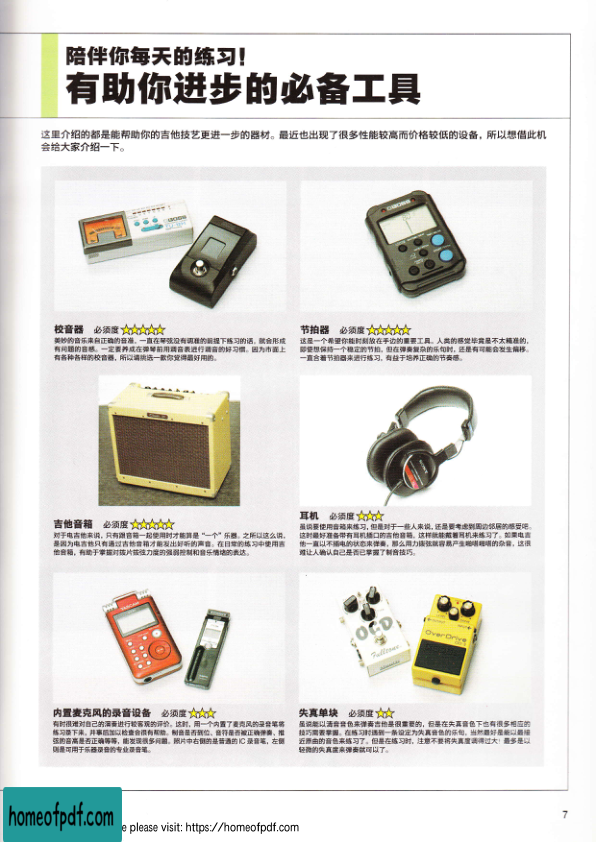 陪伴你每天的练习!
有助你进步的必备工具
这里介绍的都是能帮助你的吉他技艺更进一步的器材。最近也出现了很多性能较高而价格较低的设备，所以想借此机
会给大家介绍一下。
BOSS
BOSS
校音器 必须度☆☆☆☆☆
美妙的音乐来自正确的音准，一直在琴弦没有调准的前提下练习的话，就会形成
有问题的音感。一定要养成在弹琴前用调音表进行调音的好习惯。因为市面上
有各种各样的校音器，所以请挑选一款你觉得最好用的。
节拍器 必须度☆☆☆☆☆
这是一个希望你能时刻放在手边的重要工具。人类的感觉毕竟是不太精准的，
即使想保持一个稳定的节拍，但在弹奏复杂的乐句时，还是有可能会发生偏移。
一直合着节拍器来进行练习，有益于培养正确的节奏感。
吉他音箱 必须度☆☆☆☆☆
对于电吉他来说，只有跟音箱一起使用时才能算是“一个”乐器。之所以这么说，
是因为电吉他只有通过吉他音箱才能发出好听的声音。在日常的练习中使用吉
他音箱，有助于掌握对拨片拨弦力度的强弱控制和音乐情绪的表达。
耳机 必须度☆☆☆
虽说要使用音箱来练习，但是对于一些人来说，还是要考虑到周边邻居的感受吧。
这时最好准备带有耳机插口的吉他音箱，这样就能戴着耳机来练习了。如果电吉
他一直以不插电的状态来弹奏，那么用力拨弦就容易产生嘈嘈嘈嘈的杂音，这很
难让人确认自己是否已掌握了制音技巧。
TASCAM
OCD
Fulltone
OverDrive
内置麦克风的录音设备 必须度☆☆☆
有时很难对自己的演奏进行较客观的评价。这时，用一个内置了麦克风的录音笔将
练习录下来，并事后加以检查会很有帮助。制音是否到位、音符是否被正确弹奏、推
弦的音高是否正确等等，能发现很多问题。照片中右侧的是普通的 IC 录音笔，左侧
则是可用于乐器录音的专业录音笔。
失真单块 必须度☆☆
虽说能以清音音色来弹奏吉他是很重要的，但是在失真音色下也有很多相应的
技巧需要掌握。在练习时遇到一条设定为失真音色的乐句，当然最好是能以最接
近原曲的音色来练习了。但是在练习时，注意不要将失真度调得过大！最多是以
轻微的失真度来弹奏就可以了。
7
homeofpdf.com
e please visit: https://homeofpdf.com